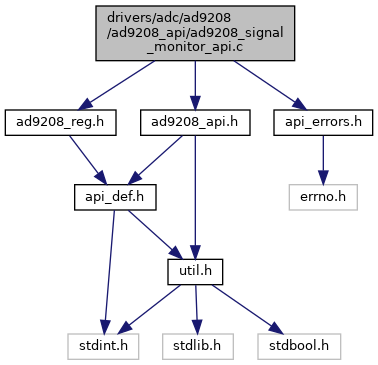 drivers/adc/ad9208
/ad9208_api/ad9208_signal
_monitor_api.c
ad9208_reg.h
ad9208_api.h
api_errors.h
api_def.h
errno.h
util.h
stdint.h
stdlib.h
stdbool.h